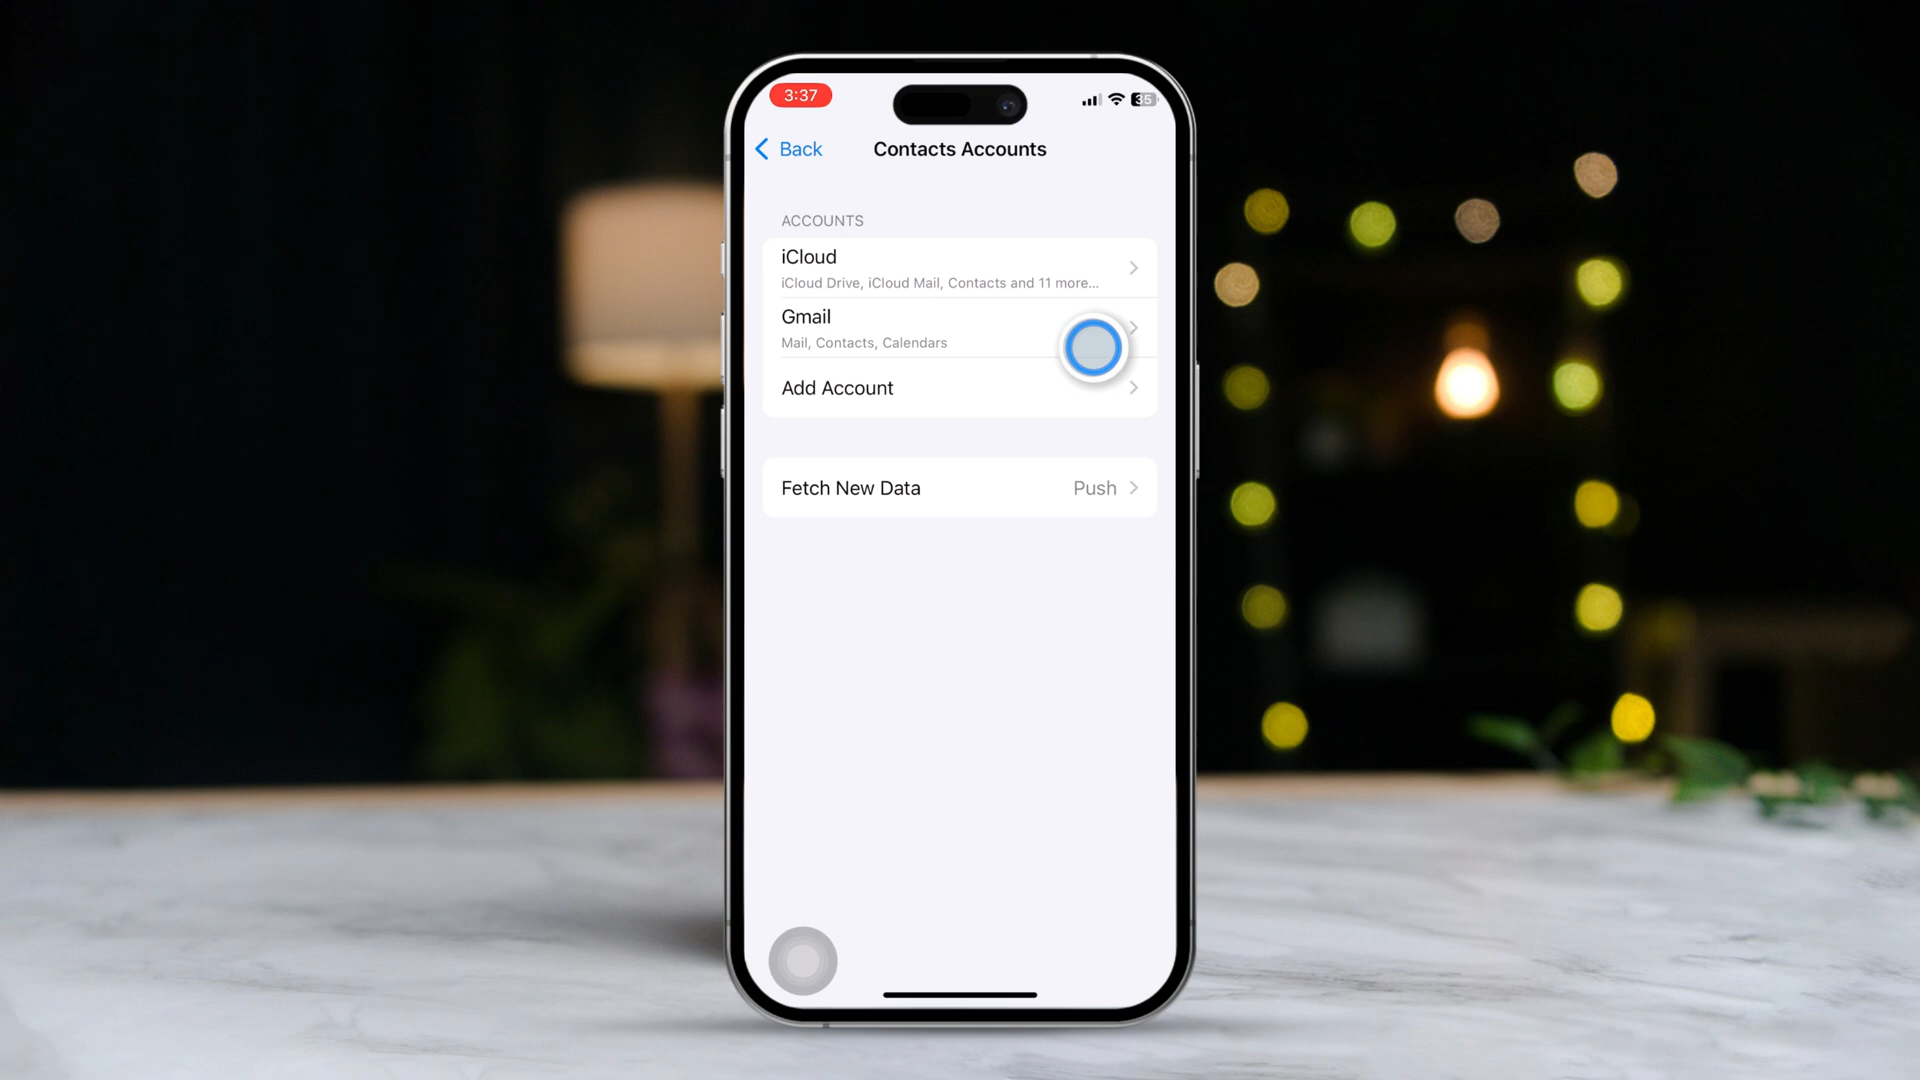 3:37
35
Back
Contacts Accounts
ACCOUNTS
iCloud
iCloud Drive, iCloud Mail, Contacts and 11 more...
Gmail
Mail, Contacts, Calendars
Add Account
Fetch New Data Push